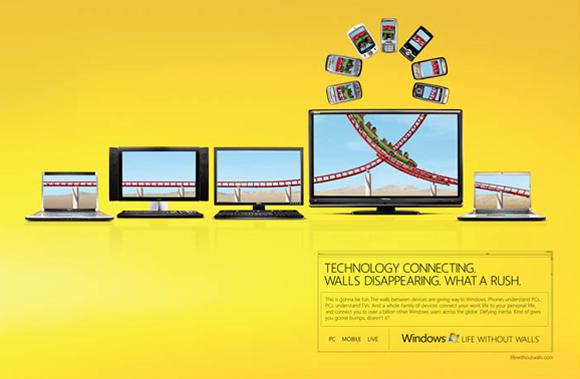 TECHNOLOGY CONNECTING.
WALLS DISAPPEARING. WHAT A RUSH.
This is gonna be fun. The walls between devices are giving way to Windows. Phones understand PCs.
PCs understand TVs. And a whole family of devices connect your work life to your personal life,
and connect you to over a billion other Windows users across the globe. Defying inertia. Kind of gives
you goose bumps, doesn't it?
PC MOBILE LIVE Windows LIFE WITHOUT WALLS
lifewithoutwalls.com